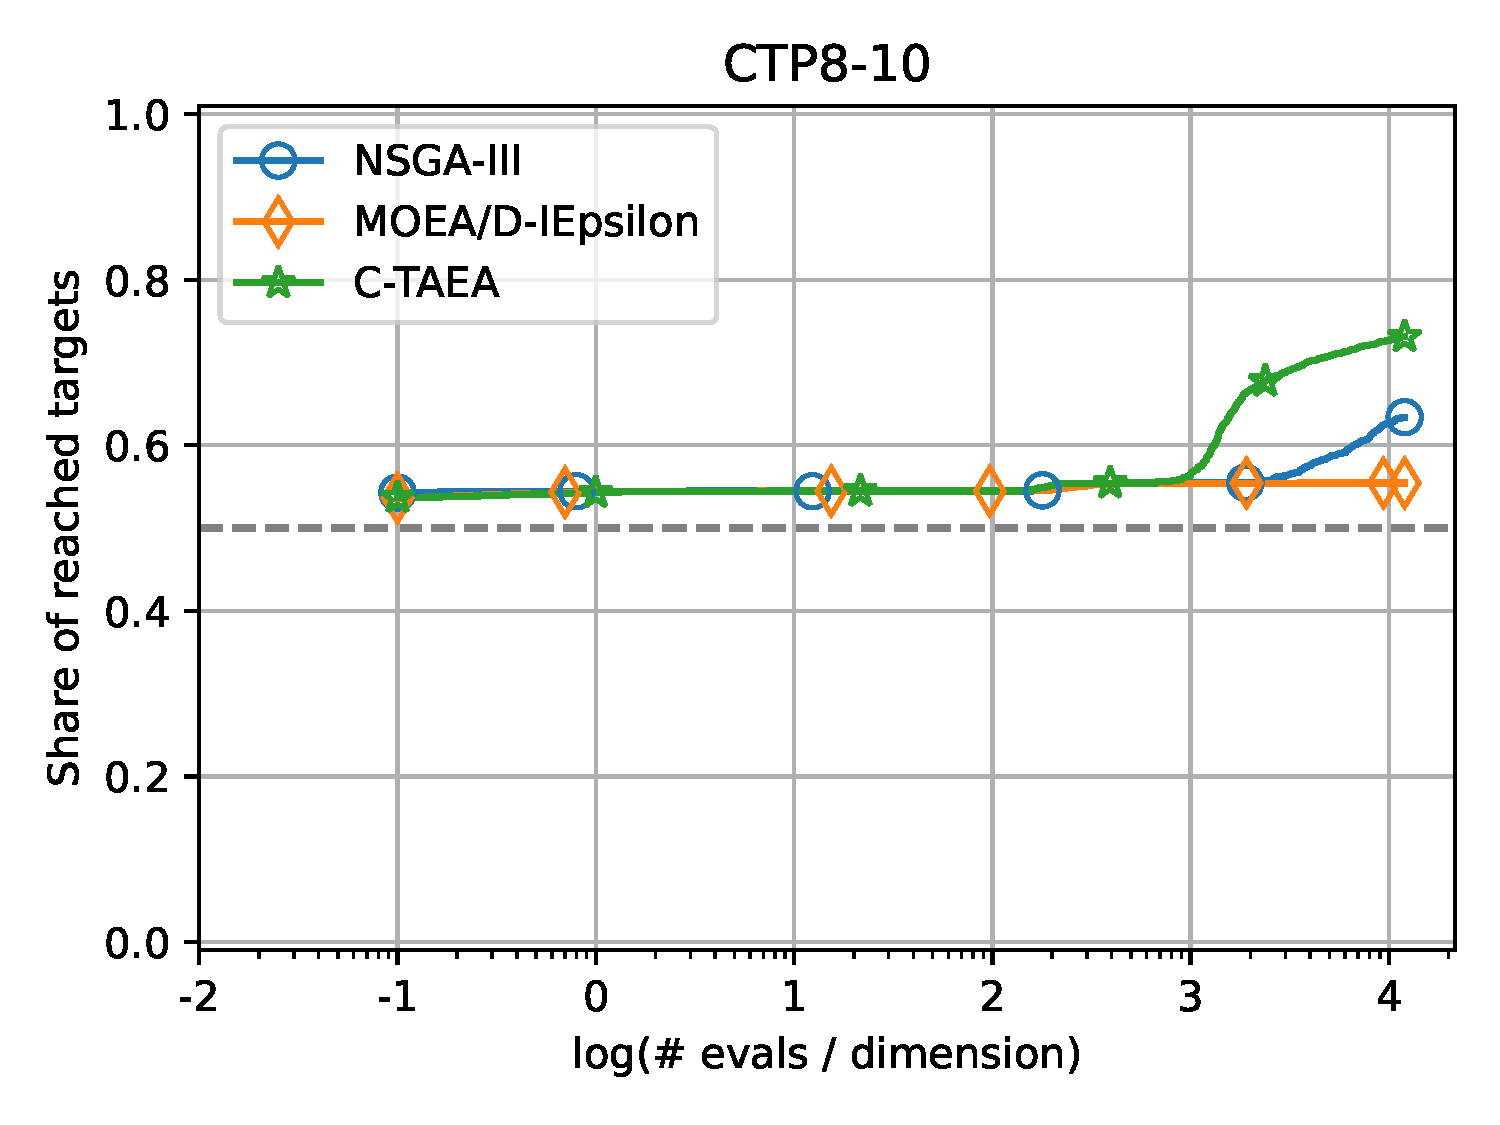 CTP8-10
1.0
0.8
0.6
0.4
0.2
0.0
Share of reached targets
NSGA-III
MOEA/D-IEpsilon
C-TAEA
-2 -1 0 1 2 3 4
log(# evals / dimension)